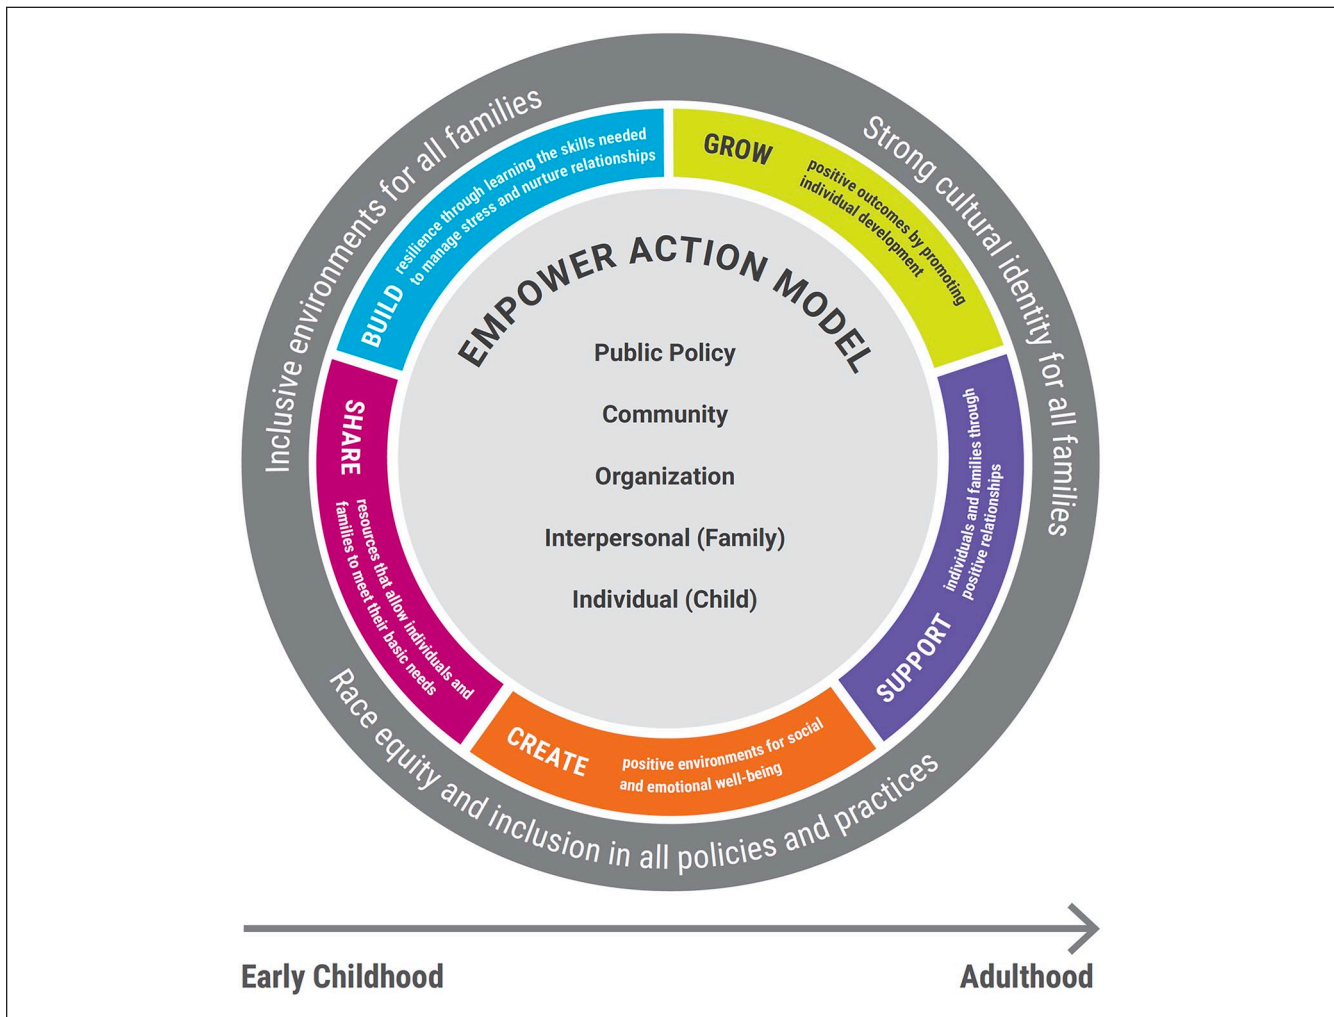 Inclusive environments for all families
Strong cultural identity for all families
Race equity and inclusion in all policies and practices
BUILD
resilience through learning the skills needed
to manage stress and nurture relationships
GROW
positive outcomes by promoting
individual development
SUPPORT
individuals and families through
positive relationships
CREATE
positive environments for social
and emotional well-being
SHARE
resources that allow individuals and
families to meet their basic needs
EMPOWER ACTION MODEL
Public Policy
Community
Organization
Interpersonal (Family)
Individual (Child)
Early Childhood
Adulthood